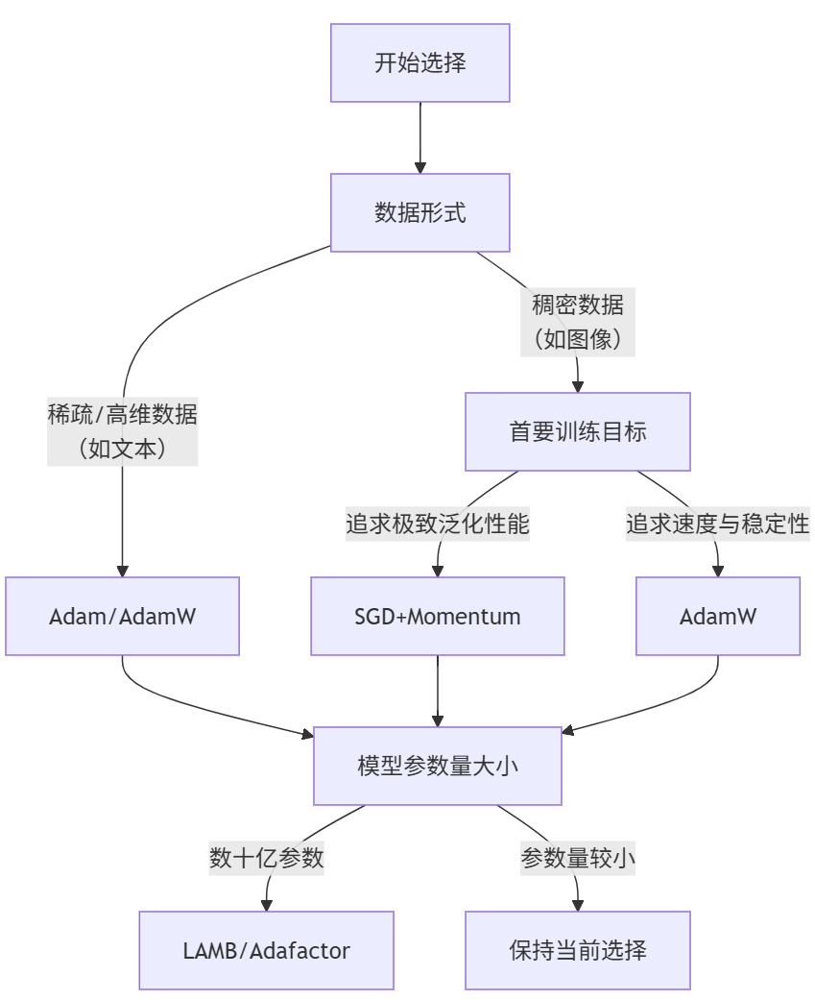 开始选择
数据形式
稠密数据
（如图像）
稀疏/高维数据
（如文本）
首要训练目标
追求极致泛化性能
追求速度与稳定性
Adam/AdamW
SGD+Momentum
AdamW
模型参数量大小
数十亿参数
参数量较小
LAMB/Adafactor
保持当前选择